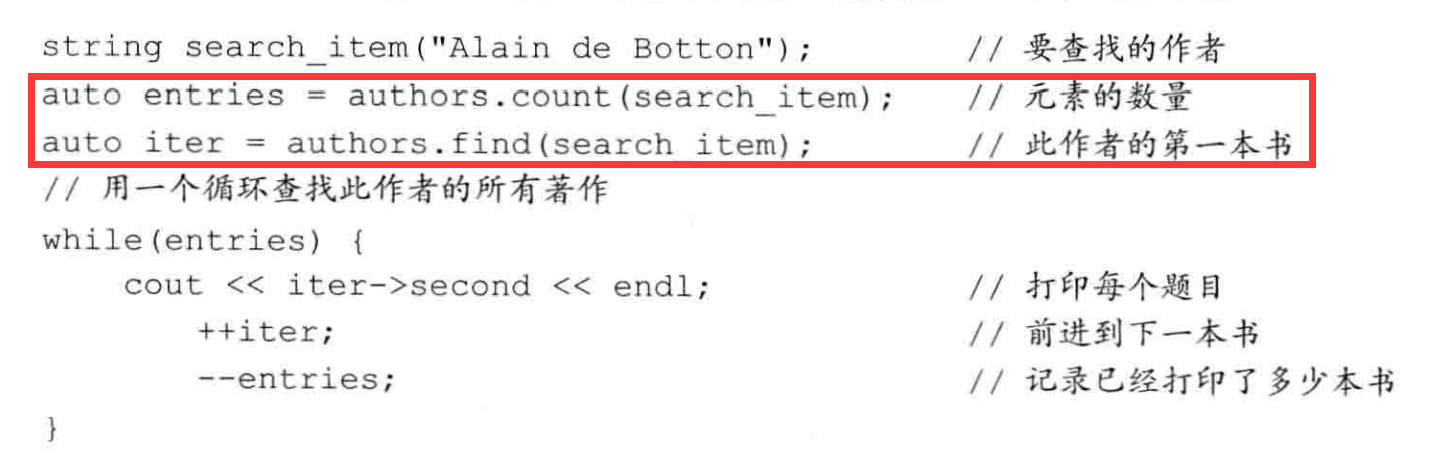 string search_item("Alain de Botton"); // 要查找的作者
auto entries = authors.count(search_item); // 元素的数量
auto iter = authors.find(search item); // 此作者的第一本书
// 用一个循环查找此作者的所有著作
while(entries) {
cout << iter->second << endl; // 打印每个题目
++iter; // 前进到下一本书
--entries; // 记录已经打印了多少本书
}